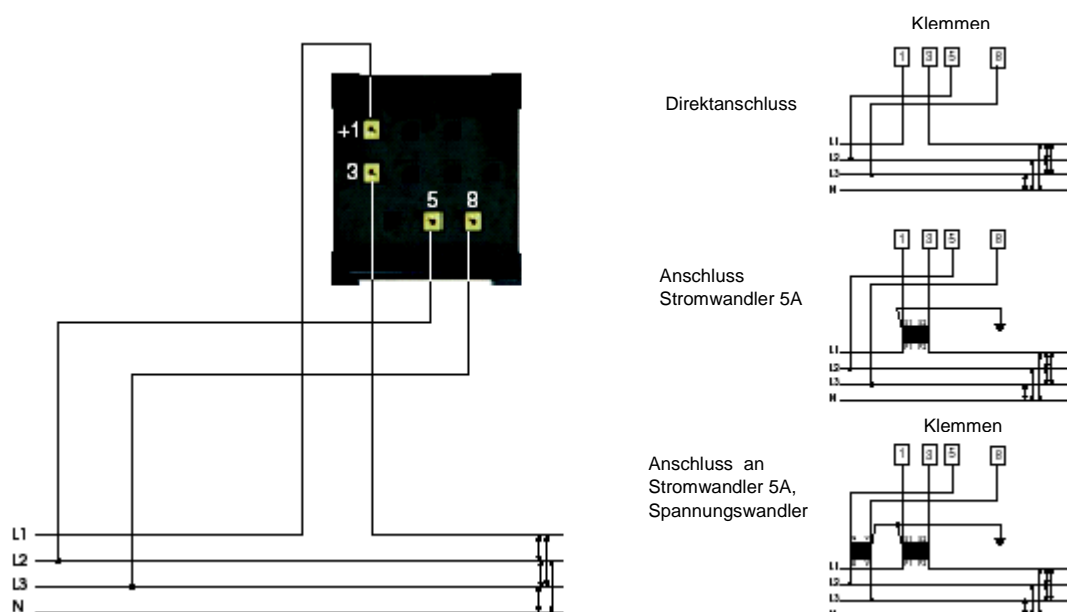 +1
3
5 8
L1
L2
L3
N
Klemmen
1 3 5 8
Direktanschluss
L1
L2
L3
N
1 3 5 8
Anschluss
Stromwandler 5A
L1
L2
L3
N
Klemmen
1 3 5 8
Anschluss an
Stromwandler 5A,
Spannungswandler
L1
L2
L3